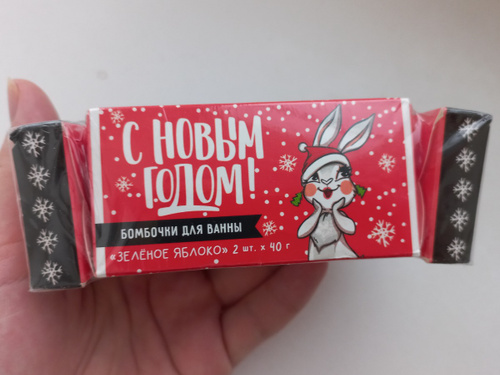 С НОВЫМ
ГОДОМ!
БОМБОЧКИ ДЛЯ ВАННЫ
«ЗЕЛЁНОЕ ЯБЛОКО» 2 шт. х 40 г